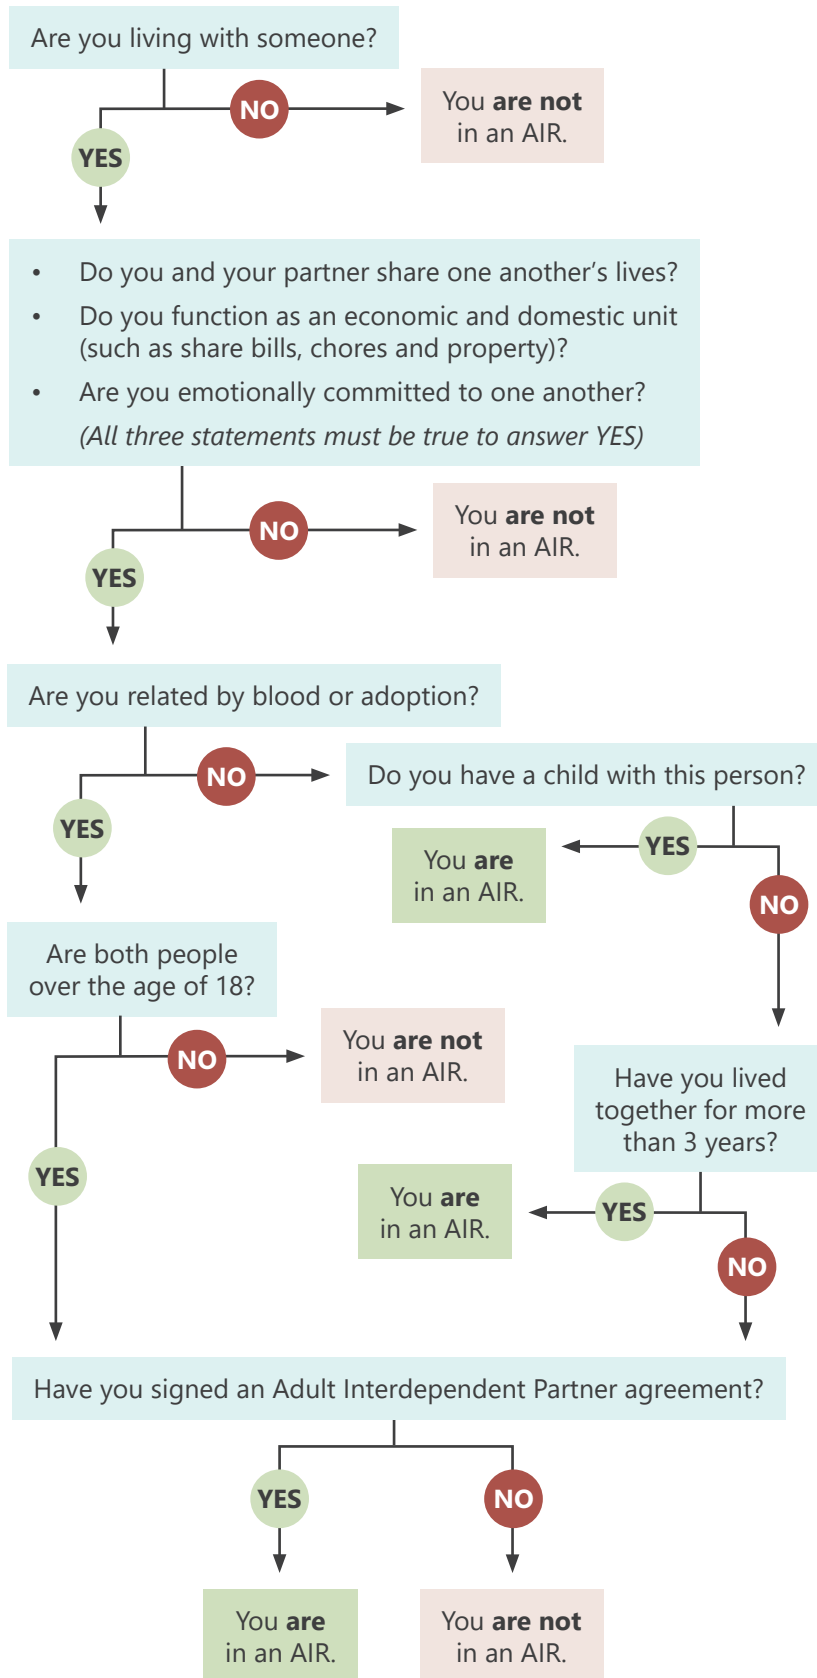 Are you living with someone?
NO
You are not
in an AIR.
YES
• Do you and your partner share one another’s lives?
• Do you function as an economic and domestic unit
(such as share bills, chores and property)?
• Are you emotionally committed to one another?
(All three statements must be true to answer YES)
NO
You are not
in an AIR.
YES
Are you related by blood or adoption?
NO
Do you have a child with this person?
YES
YES
You are
in an AIR.
NO
Are both people
over the age of 18?
NO
You are not
in an AIR.
Have you lived
together for more
than 3 years?
YES
YES
You are
in an AIR.
NO
Have you signed an Adult Interdependent Partner agreement?
YES
NO
You are
in an AIR.
You are not
in an AIR.